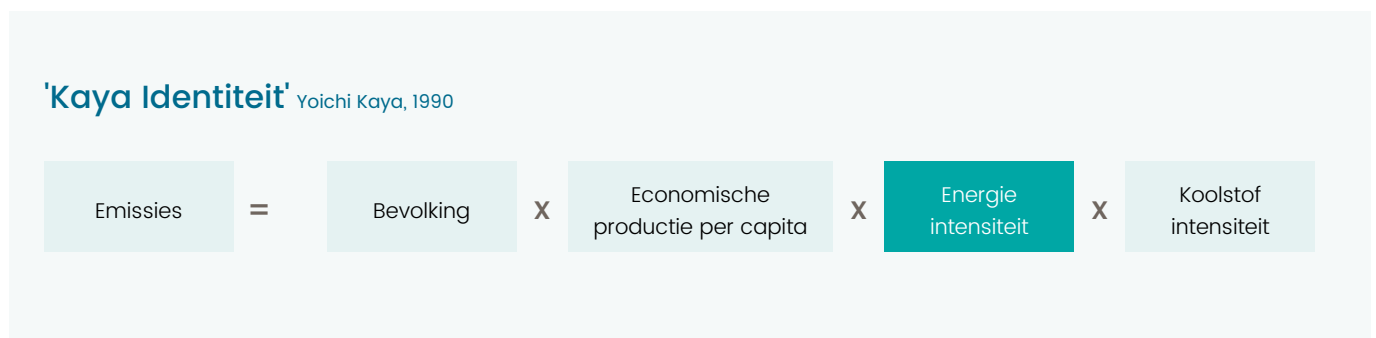 'Kaya Identiteit' Yoichi Kaya, 1990
Emissies = Bevolking x Economische productie per capita x Energie intensiteit x Koolstof intensiteit